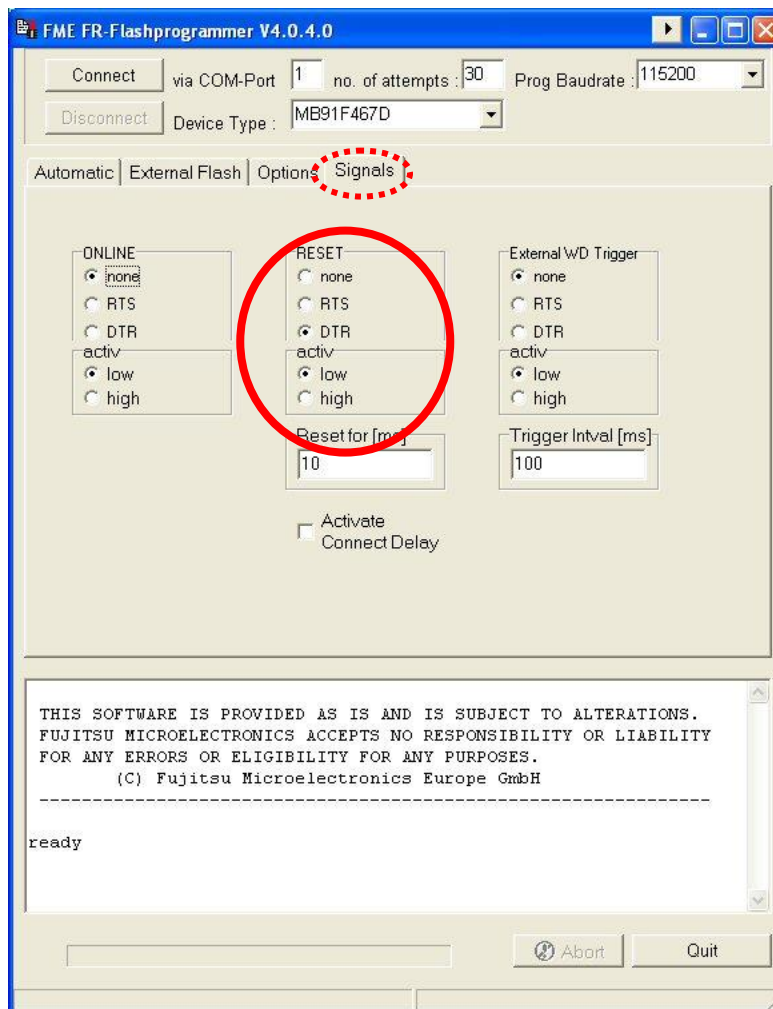 FME FR-Flashprogrammer V4.0.4.0
Connect via COM-Port 1 no. of attempts : 30 Prog Baudrate : 115200
Disconnect Device Type : MB91F467D
Automatic External Flash Options Signals
ONLINE RESET External WD Trigger
none none none
RTS RTS RTS
DTR DTR DTR
activ activ activ
low low low
high high high
Reset for [ms] Trigger Intval [ms]
10 100
Activate
Connect Delay
THIS SOFTWARE IS PROVIDED AS IS AND IS SUBJECT TO ALTERATIONS.
FUJITSU MICROELECTRONICS ACCEPTS NO RESPONSIBILITY OR LIABILITY
FOR ANY ERRORS OR ELIGIBILITY FOR ANY PURPOSES.
(C) Fujitsu Microelectronics Europe GmbH
---------------------------------------------------------------
ready
Abort Quit